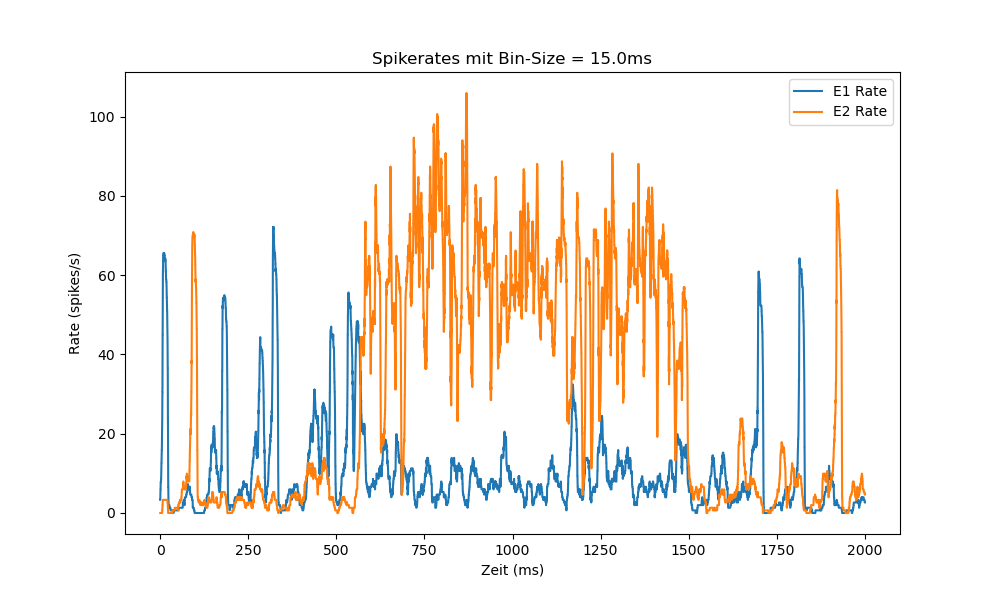 Spikerates mit Bin-Size = 15.0ms
E1 Rate
E2 Rate
Rate (spikes/s)
100
80
60
40
20
0
0 250 500 750 1000 1250 1500 1750 2000
Zeit (ms)